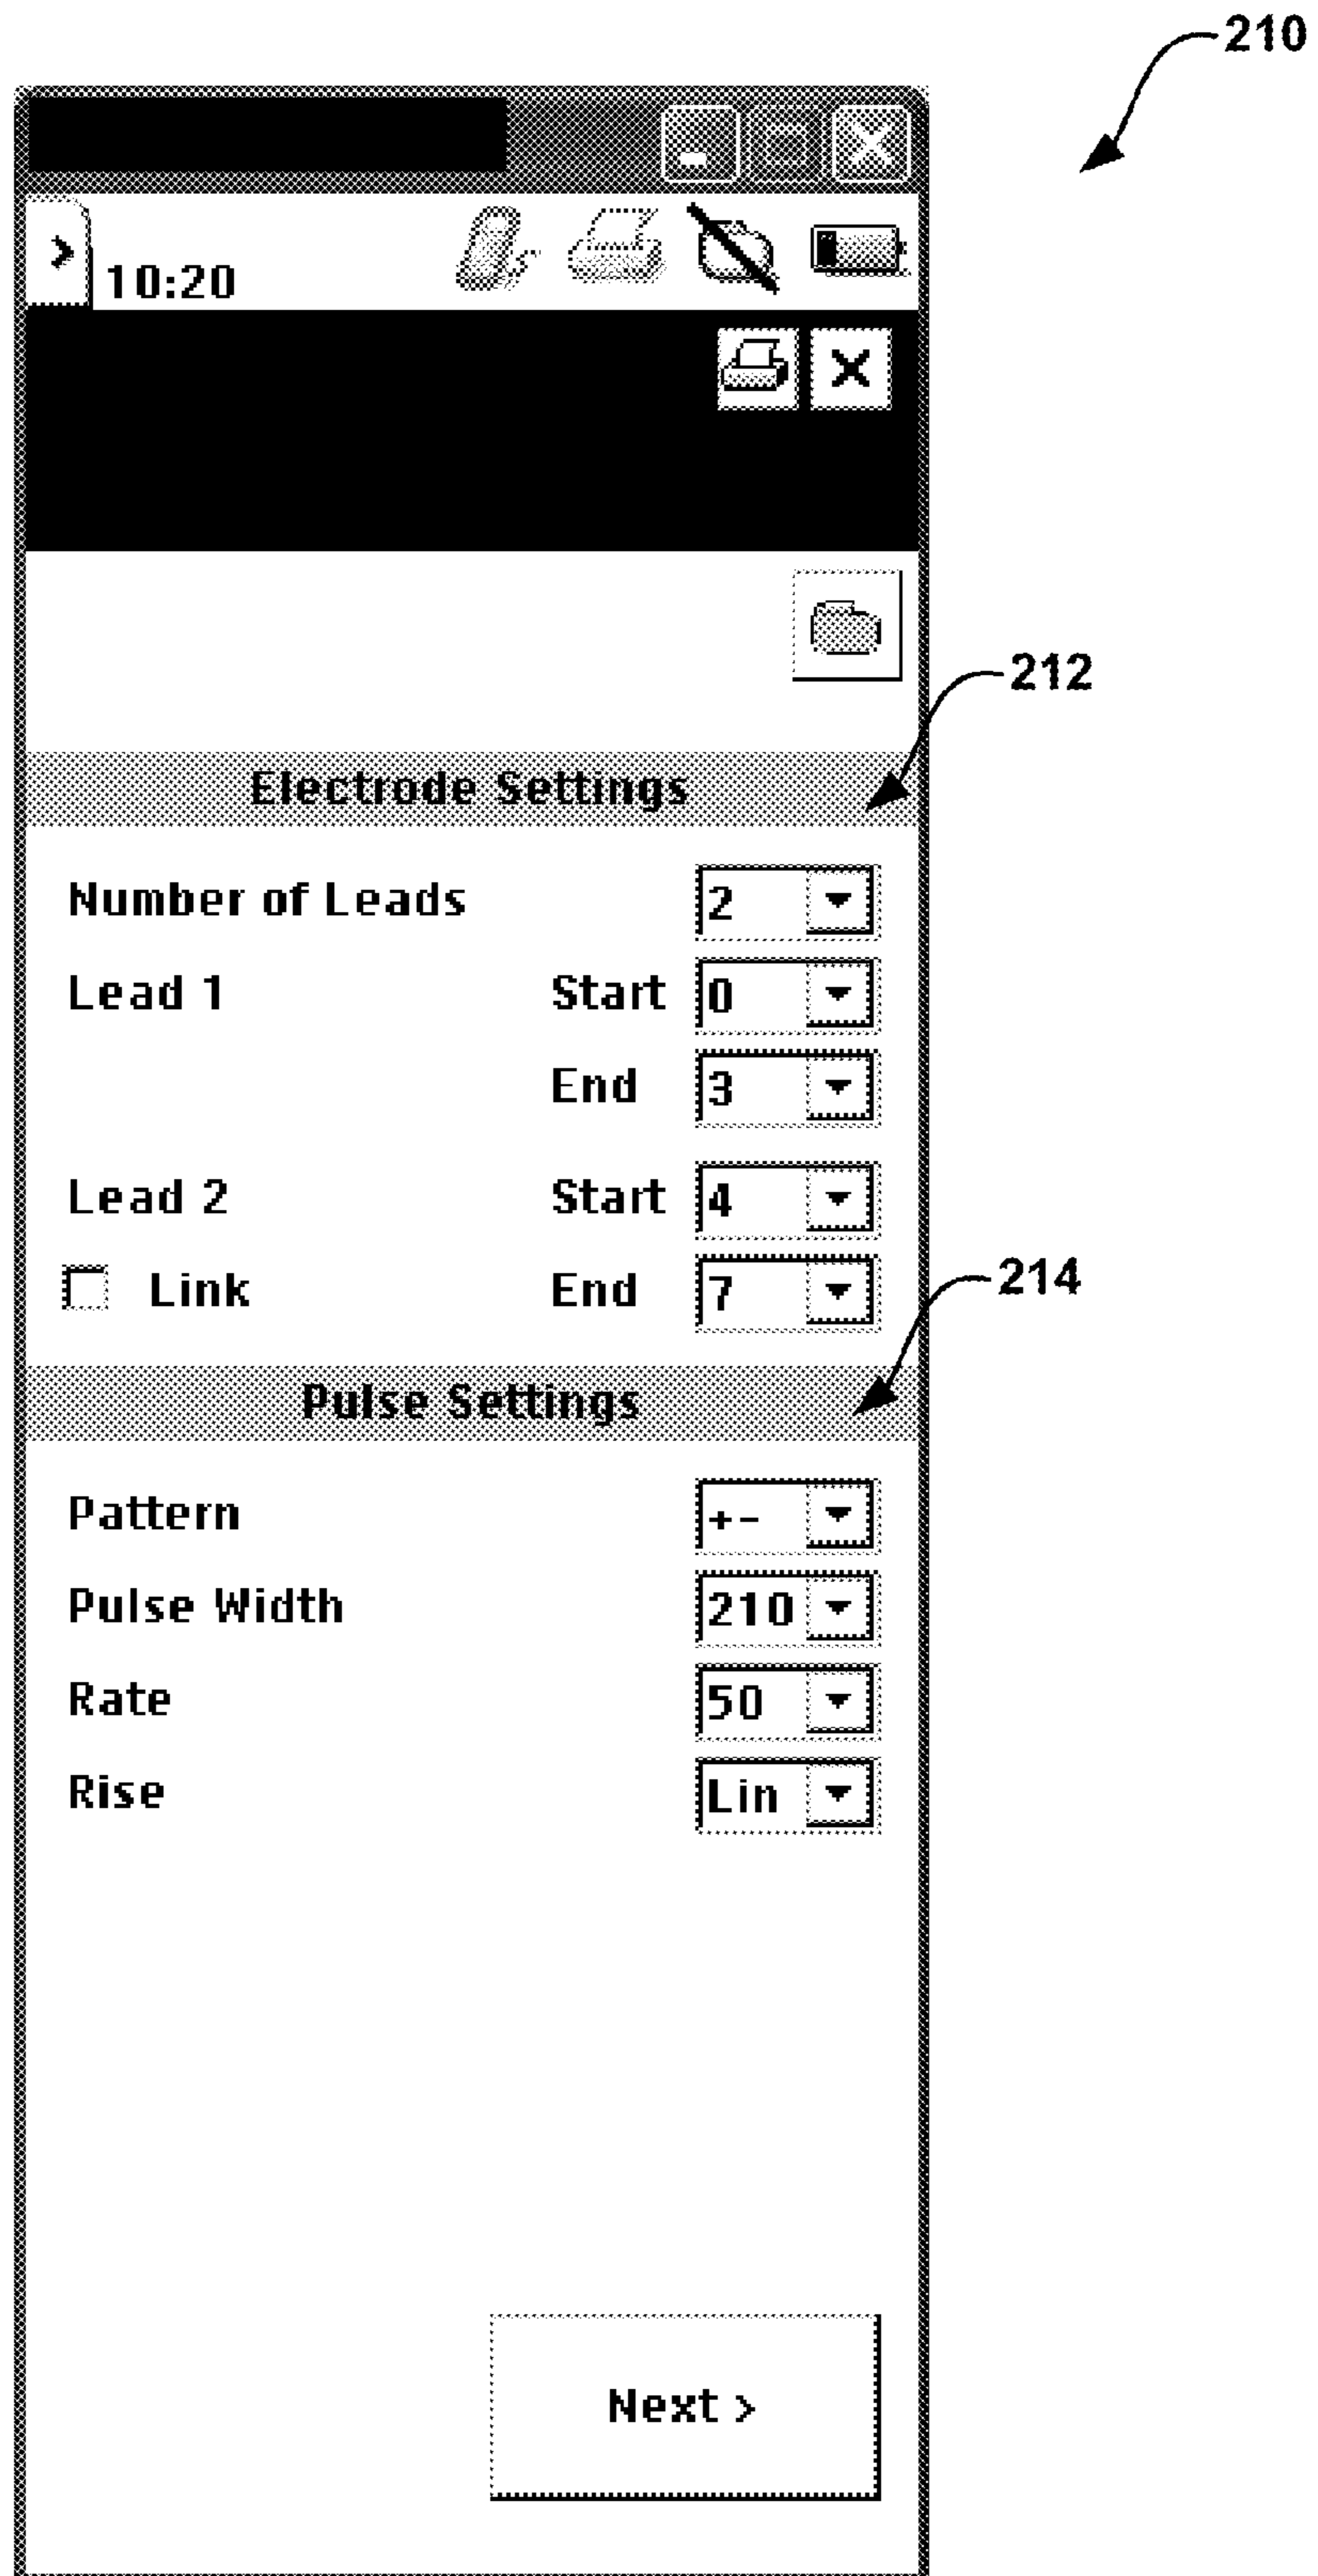 210
10:20
212
Electrode Settings
Number of Leads 2
Lead 1 Start 0
End 3
Lead 2 Start 4
Link End 7
214
Pulse Settings
Pattern +-
Pulse Width 210
Rate 50
Rise Lin
Next >